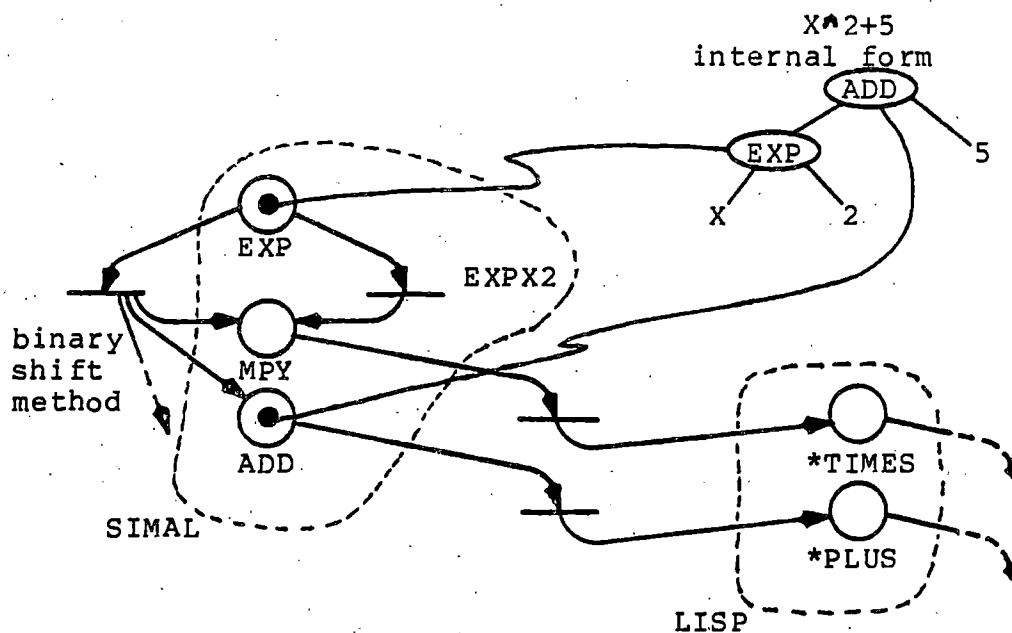 X^2+5
internal form
ADD
EXP
5
X
2
EXP
EXPX2
binary
shift
method
MPY
ADD
SIMAL
*TIMES
*PLUS
LISP